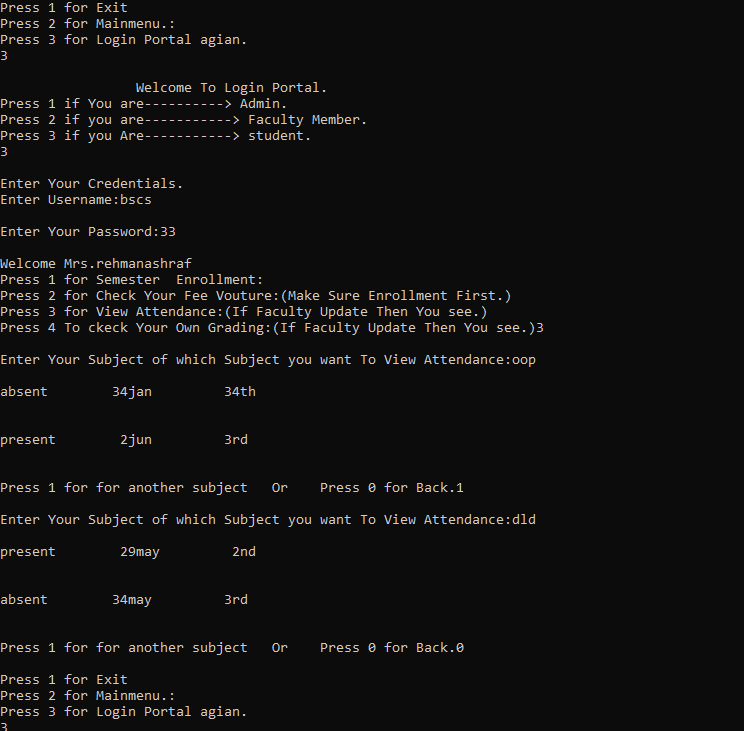 Press 1 for Exit
Press 2 for Mainmenu.:
Press 3 for Login Portal agian.
3
Welcome To Login Portal.
Press 1 if You are----------> Admin.
Press 2 if you are-----------> Faculty Member.
Press 3 if you Are-----------> student.
3
Enter Your Credentials.
Enter Username:bscs
Enter Your Password:33
Welcome Mrs.rehmanashraf
Press 1 for Semester  Enrollment:
Press 2 for Check Your Fee Vouture:(Make Sure Enrollment First.)
Press 3 for View Attendance:(If Faculty Update Then You see.)
Press 4 To ckeck Your Own Grading:(If Faculty Update Then You see.)3
Enter Your Subject of which Subject you want To View Attendance:oop
absent        34jan         34th
present        2jun         3rd
Press 1 for for another subject   Or    Press 0 for Back.1
Enter Your Subject of which Subject you want To View Attendance:dld
present        29may         2nd
absent        34may         3rd
Press 1 for for another subject   Or    Press 0 for Back.0
Press 1 for Exit
Press 2 for Mainmenu.:
Press 3 for Login Portal agian.
3